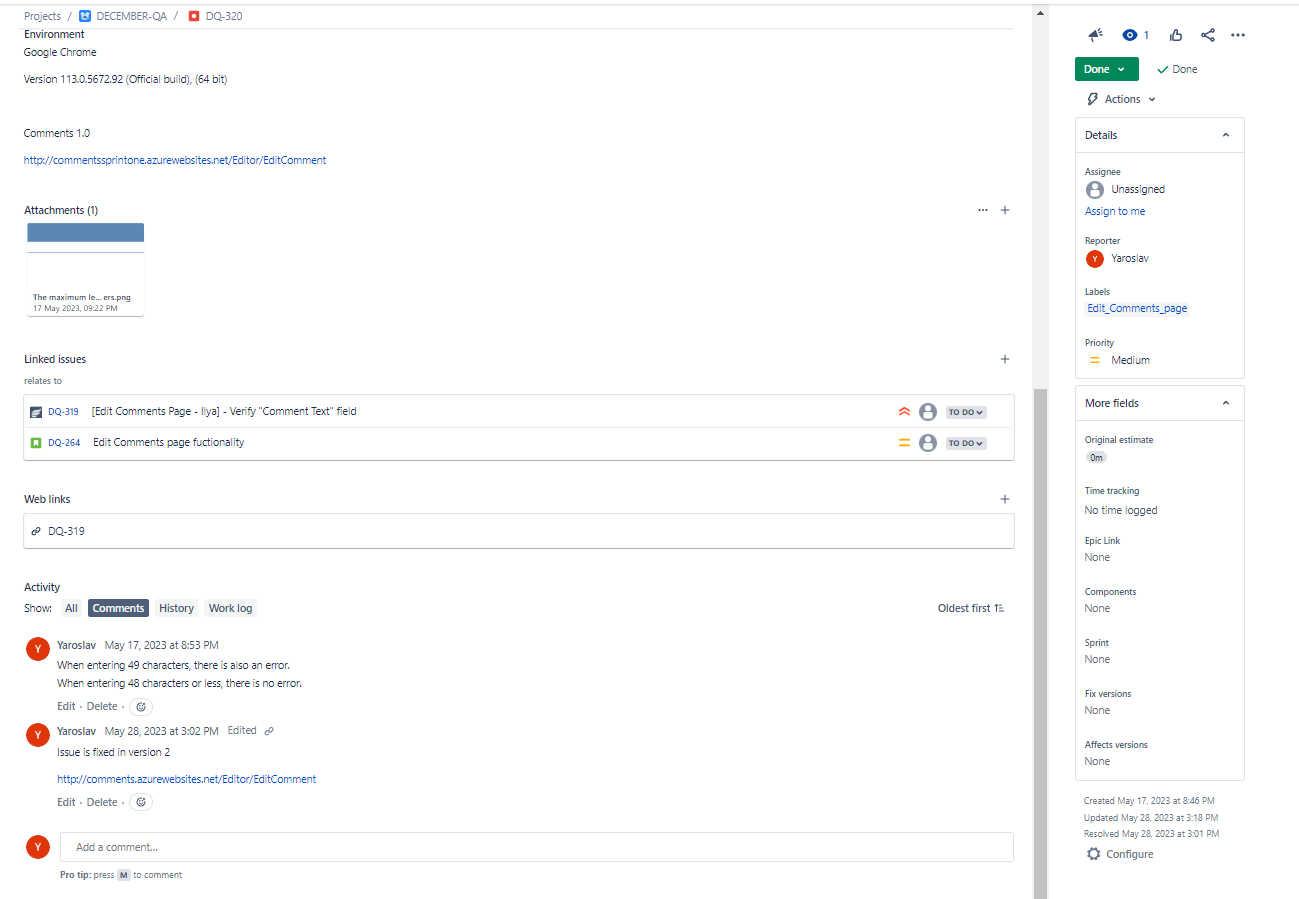 Projects / DECEMBER-QA / DQ-320
Environment
Google Chrome
Version 113.0.5672.92 (Official build), (64 bit)
Comments 1.0
http://commentssprintone.azurewebsites.net/Editor/EditComment
Attachments (1)
The maximum le... ers.png
17 May 2023, 09:22 PM
Linked issues
relates to
DQ-319 [Edit Comments Page - Ilya] - Verify "Comment Text" field TO DO
DQ-264 Edit Comments page fuctionality TO DO
Web links
DQ-319
Activity
Show: All Comments History Work log Oldest first
Y Yaroslav May 17, 2023 at 8:53 PM
When entering 49 characters, there is also an error.
When entering 48 characters or less, there is no error.
Edit · Delete ·
Y Yaroslav May 28, 2023 at 3:02 PM Edited
Issue is fixed in version 2
http://comments.azurewebsites.net/Editor/EditComment
Edit · Delete ·
Y Add a comment...
Pro tip: press M to comment
1
Done Done
Actions
Details
Assignee
Unassigned
Assign to me
Reporter
Y Yaroslav
Labels
Edit_Comments_page
Priority
Medium
More fields
Original estimate
0m
Time tracking
No time logged
Epic Link
None
Components
None
Sprint
None
Fix versions
None
Affects versions
None
Created May 17, 2023 at 8:46 PM
Updated May 28, 2023 at 3:18 PM
Resolved May 28, 2023 at 3:01 PM
Configure